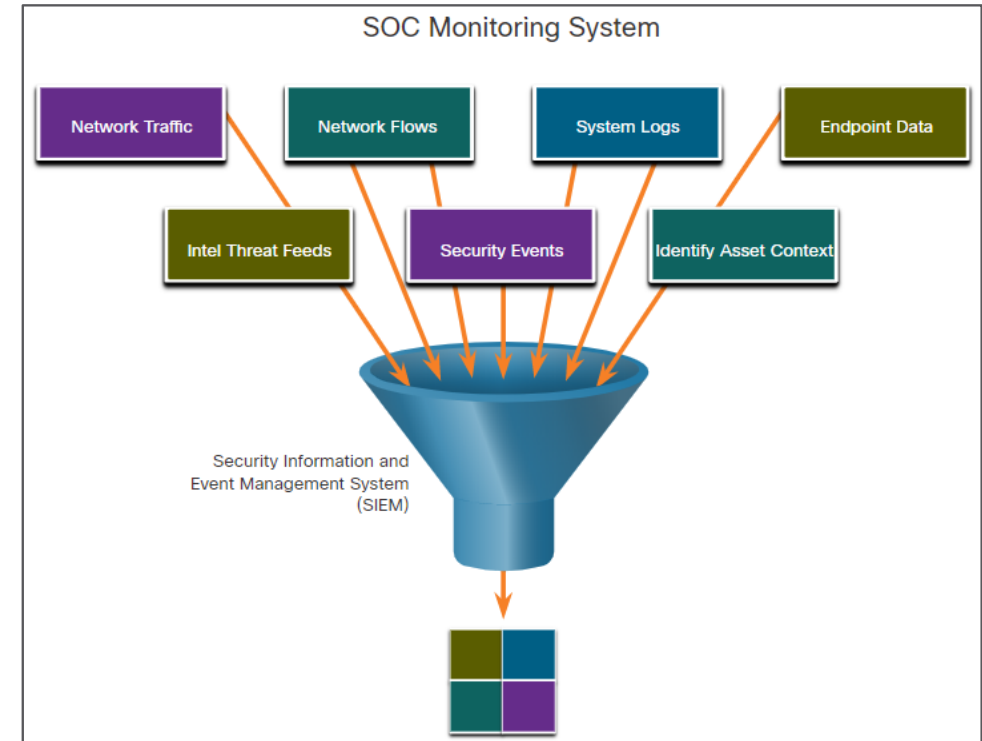 SOC Monitoring System
Network Traffic
Network Flows
System Logs
Endpoint Data
Intel Threat Feeds
Security Events
Identify Asset Context
Security Information and
Event Management System
(SIEM)